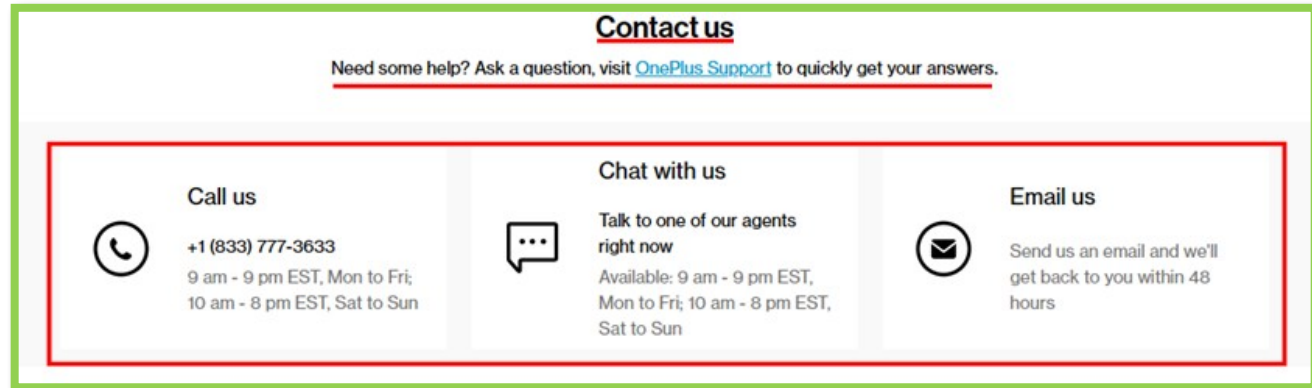 Contact us
Need some help? Ask a question, visit OnePlus Support to quickly get your answers.
Call us
+1 (833) 777-3633
9 am - 9 pm EST, Mon to Fri;
10 am - 8 pm EST, Sat to Sun
Chat with us
Talk to one of our agents
right now
Available: 9 am - 9 pm EST,
Mon to Fri; 10 am - 8 pm EST,
Sat to Sun
Email us
Send us an email and we'll
get back to you within 48
hours